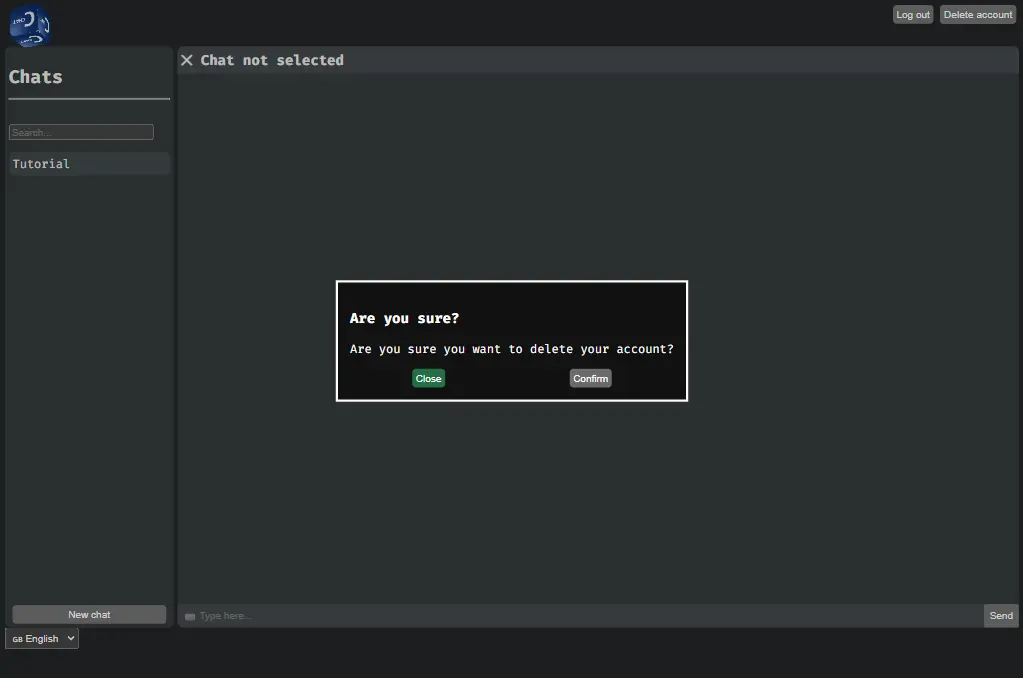 Log out Delete account
Chats
Chat not selected
Search...
Tutorial
Are you sure?
Are you sure you want to delete your account?
Close Confirm
New chat
Type here...
Send
GB English